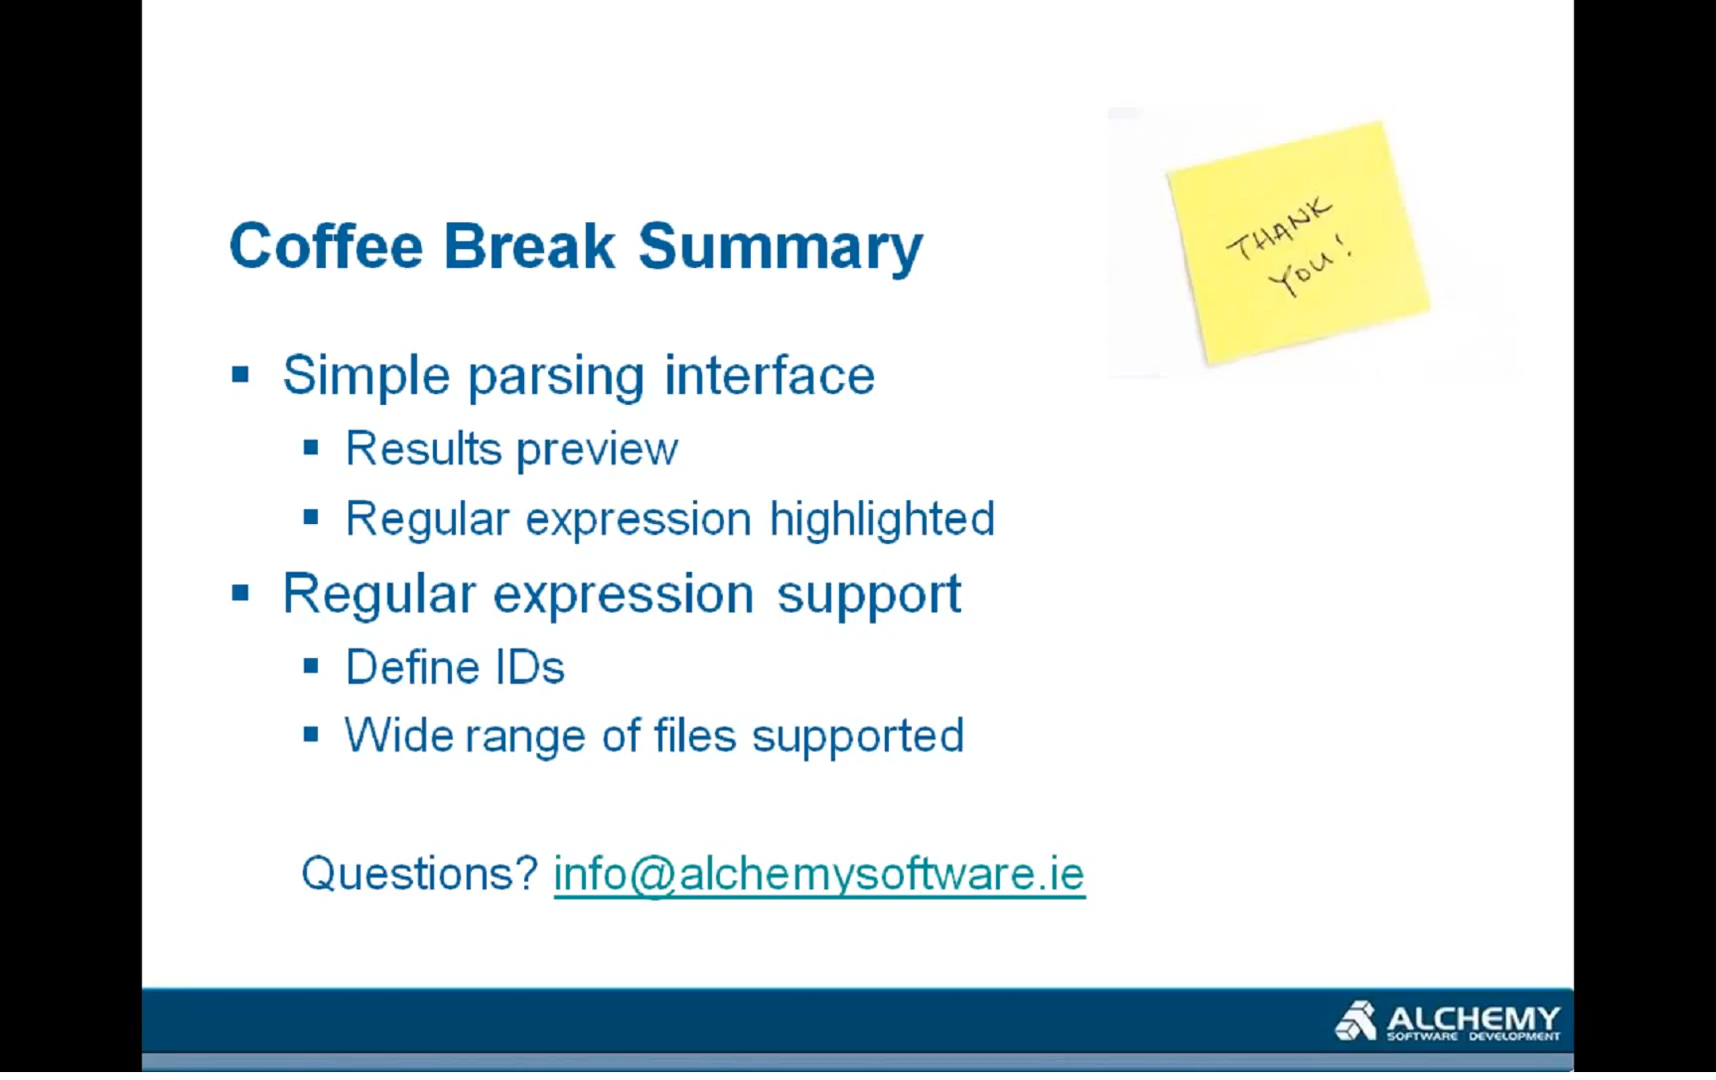 Coffee Break Summary
THANK
YOU!
Simple parsing interface
Results preview
Regular expression highlighted
Regular expression support
Define IDs
Wide range of files supported
Questions? info@alchemysoftware.ie
ALCHEMY
SOFTWARE DEVELOPMENT